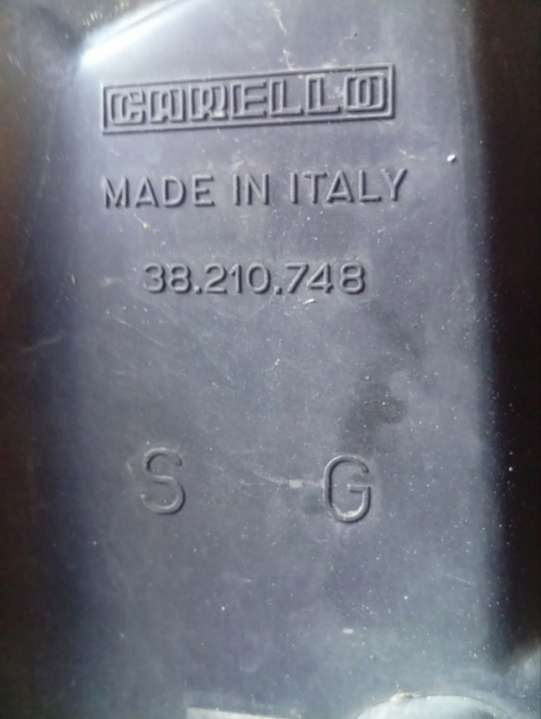 CARELLO
MADE IN ITALY
38.210.748
S G